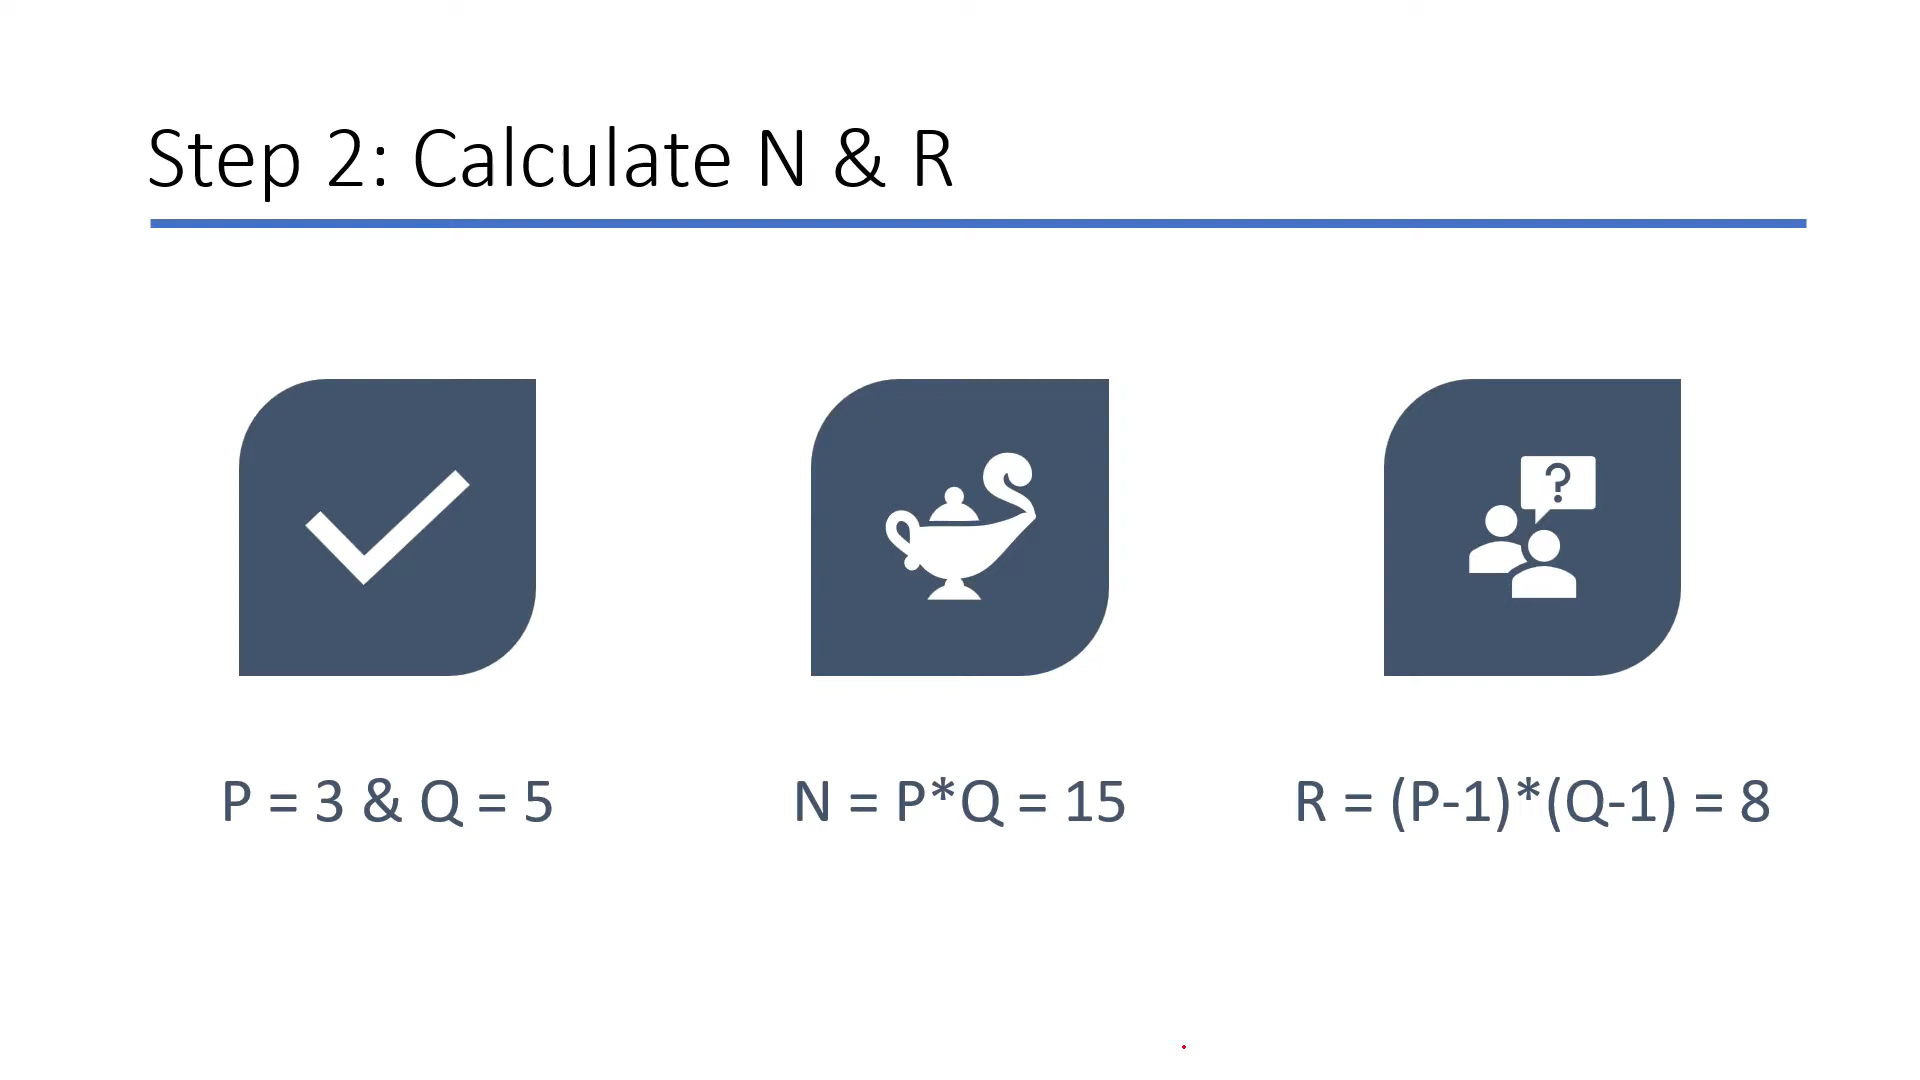 Step 2: Calculate N & R
?
P = 3 & Q = 5
N = P*Q = 15
R = (P-1)*(Q-1) = 8